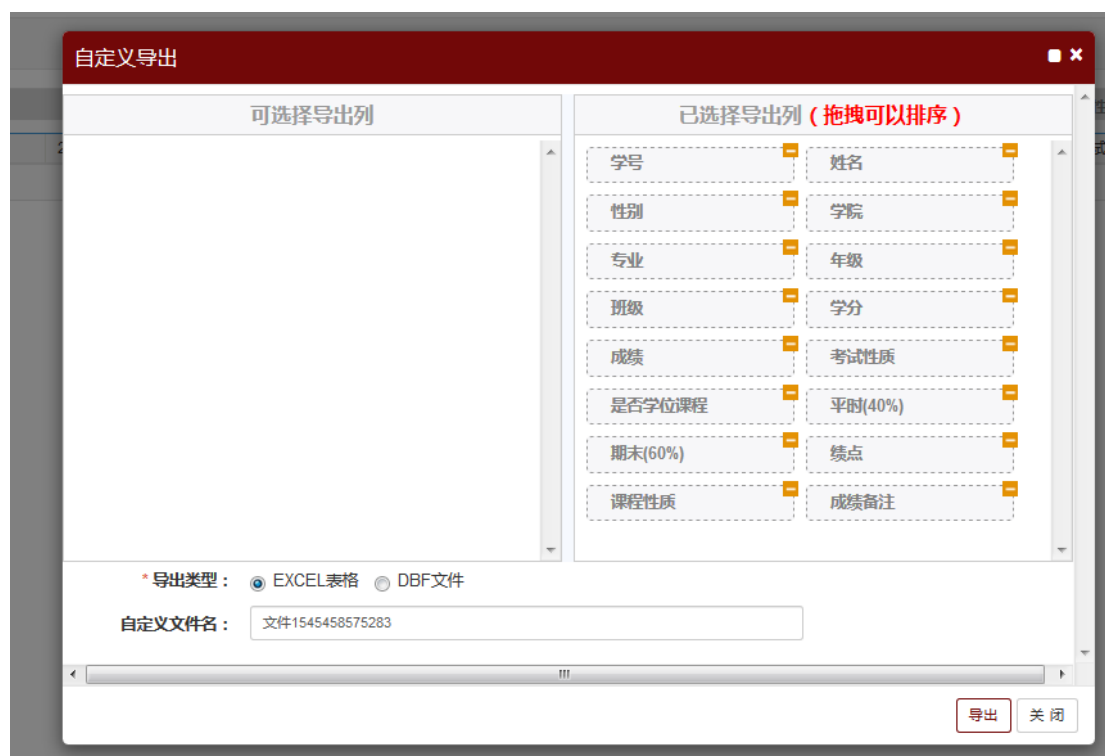 自定义导出
可选择导出列
已选择导出列（拖拽可以排序）
学号 姓名
性别 学院
专业 年级
班级 学分
成绩 考试性质
是否学位课程 平时(40%)
期末(60%) 绩点
课程性质 成绩备注
*导出类型： EXCEL表格 DBF文件
自定义文件名： 文件1545458575283
导出 关 闭